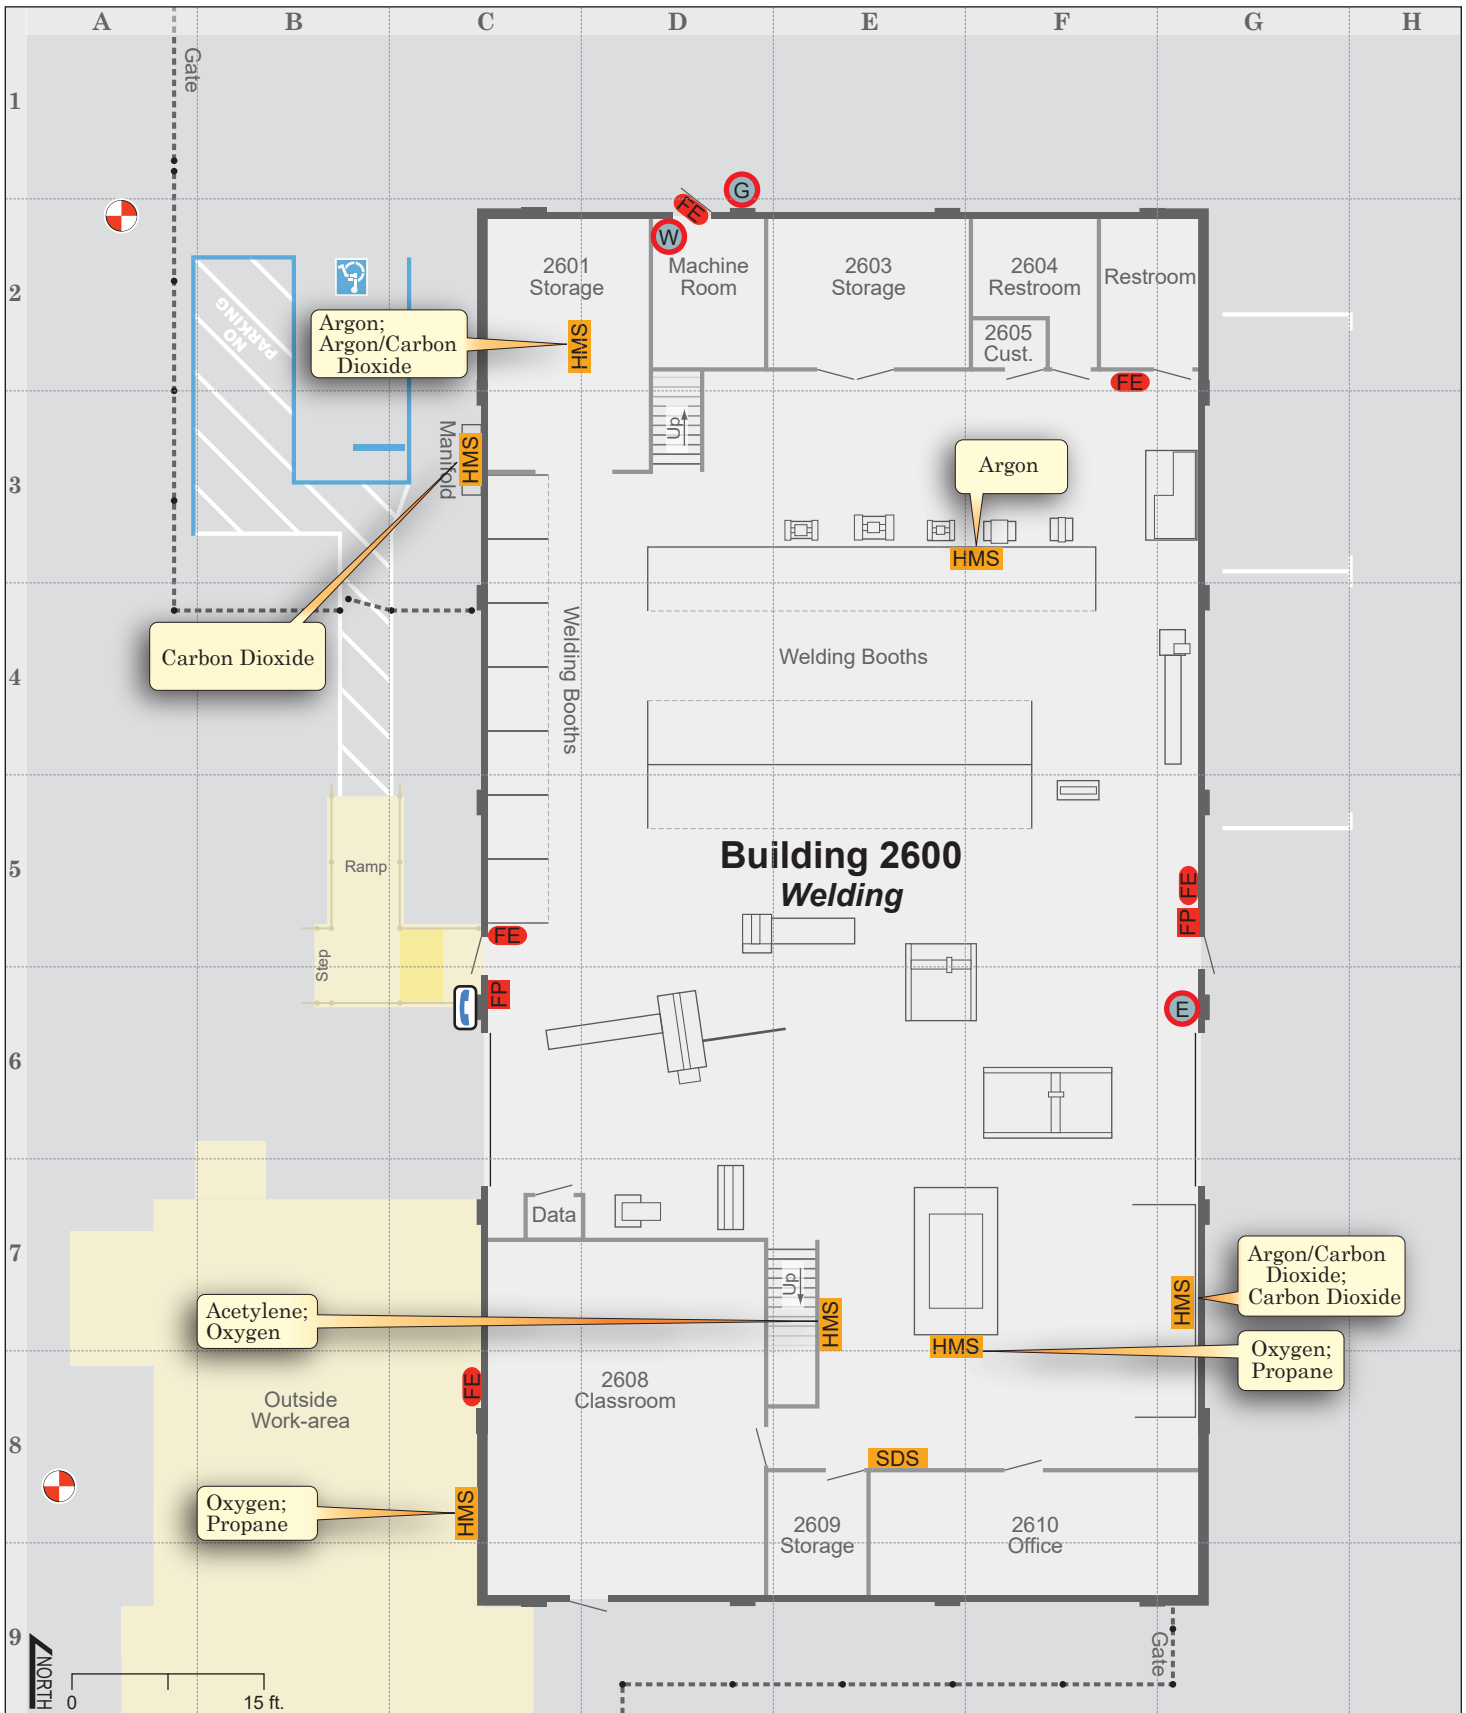 A B C D E F G H
Gate
1
G
FE
W
2
2601
Storage
Machine
Room
2603
Storage
2604
Restroom
Restroom
2605
Cust.
NO
PARKING
Argon;
Argon/Carbon
Dioxide
HMS
FE
Up
Manifold
HMS
3
Argon
HMS
Carbon Dioxide
4
Welding Booths
Welding Booths
5
Ramp
Building 2600
Welding
FE
FP
FE
Step
FP
E
6
Data
7
Up
Acetylene;
Oxygen
HMS
HMS
Argon/Carbon
Dioxide;
Carbon Dioxide
HMS
Oxygen;
Propane
FE
2608
Classroom
Outside
Work-area
8
SDS
Oxygen;
Propane
HMS
2609
Storage
2610
Office
9
NORTH
0 15 ft.
Gate